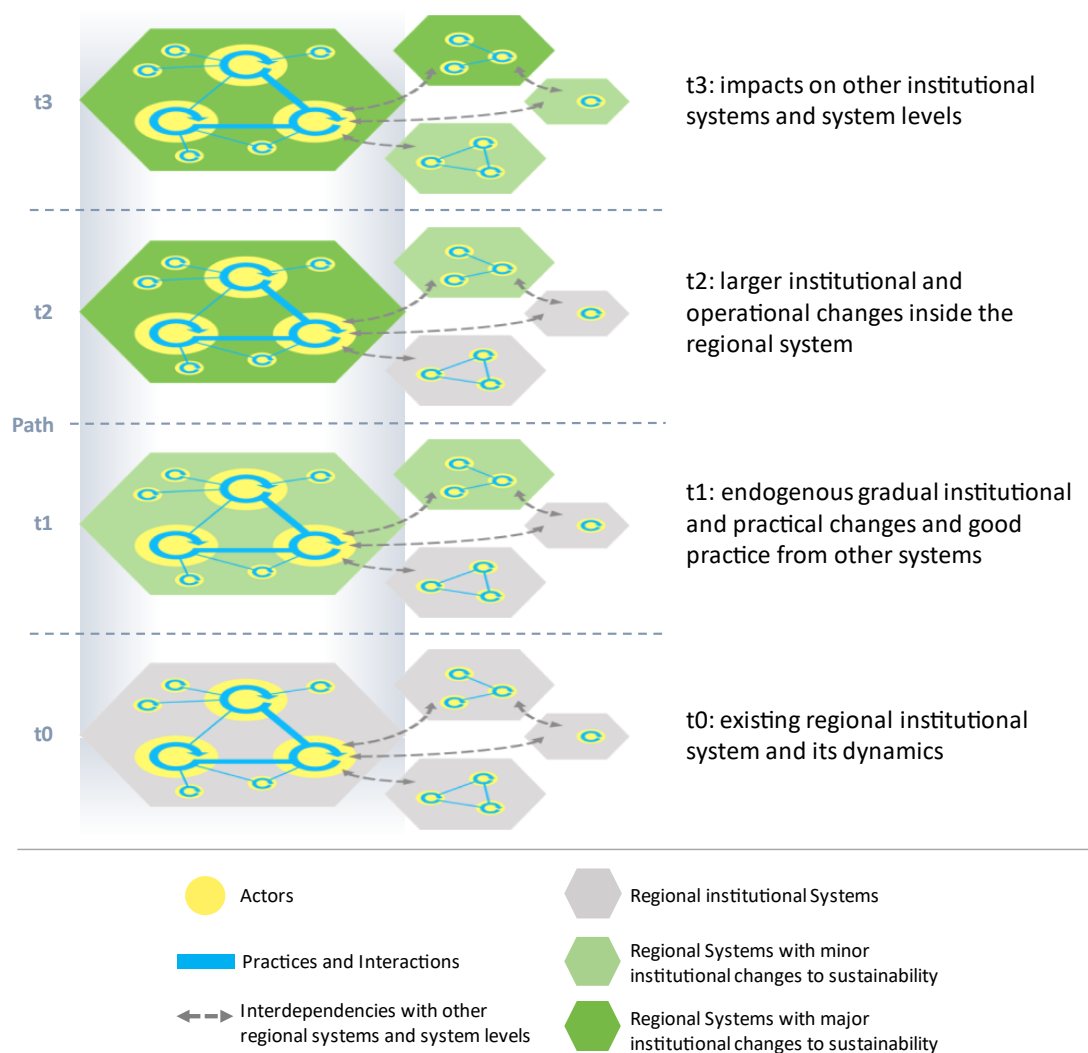 t3
t3: impacts on other institutional
systems and system levels
t2
t2: larger institutional and
operational changes inside the
regional system
Path
t1
t1: endogenous gradual institutional
and practical changes and good
practice from other systems
t0
t0: existing regional institutional
system and its dynamics
Actors
Practices and Interactions
Interdependencies with other
regional systems and system levels
Regional institutional Systems
Regional Systems with minor
institutional changes to sustainability
Regional Systems with major
institutional changes to sustainability